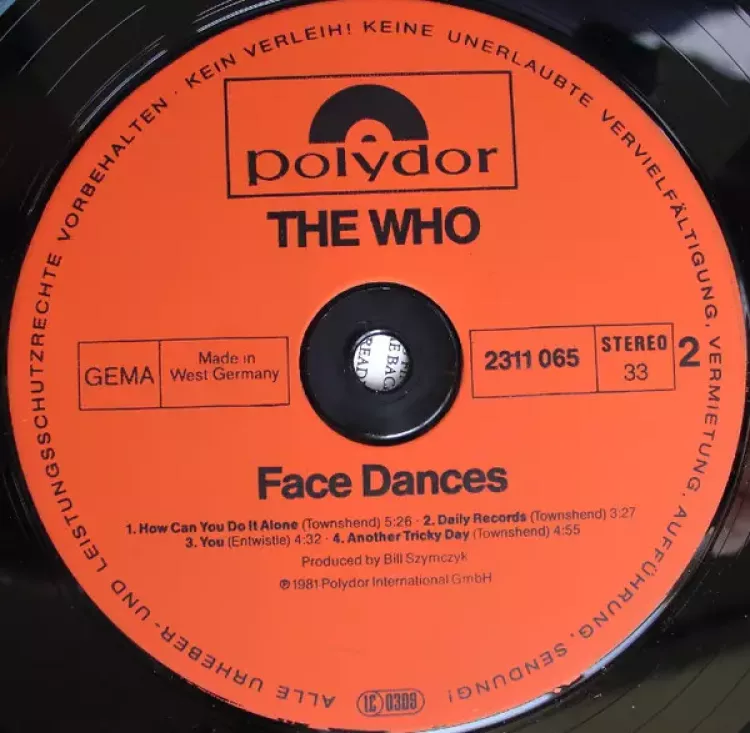 ALLE URHEBER- UND LEISTUNGSSCHUTZRECHTE VORBEHALTEN · KEIN VERLEIH! KEINE UNERLAUBTE VERVIELFÄLTIGUNG, VERMIETUNG, AUFFÜHRUNG, SENDUNG!
polydor
THE WHO
GEMA
Made in
West Germany
2311 065
STEREO
33
2
E BAC
READ
Face Dances
1. How Can You Do It Alone (Townshend) 5:26 · 2. Daily Records (Townshend) 3:27
3. You (Entwistle) 4:32 · 4. Another Tricky Day (Townshend) 4:55
Produced by Bill Szymczyk
℗ 1981 Polydor International GmbH
LC 0309